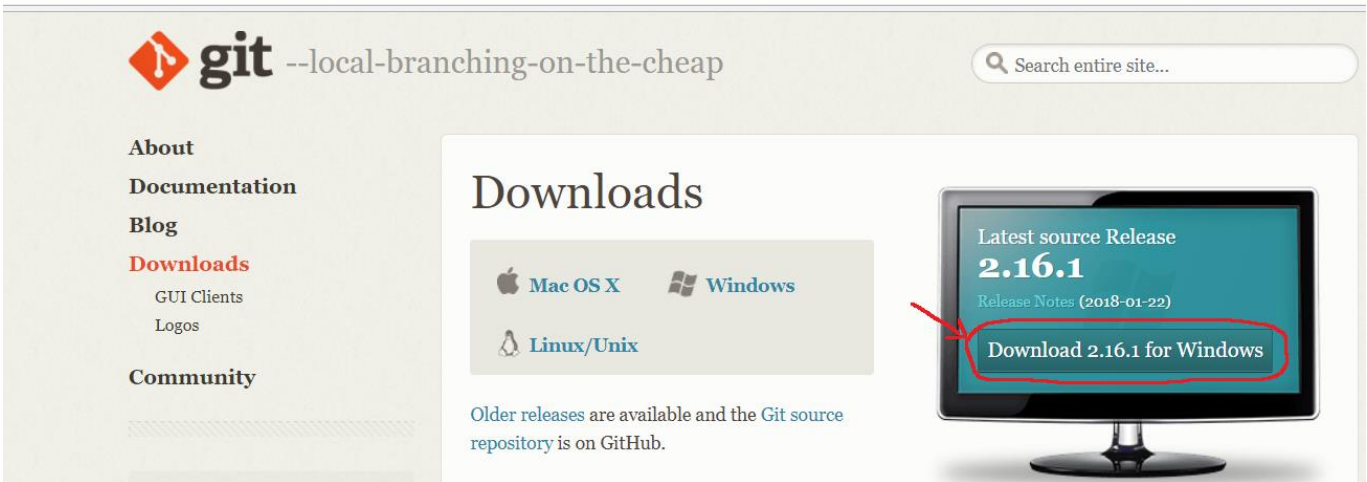 git --local-branching-on-the-cheap
Search entire site...
About
Documentation
Blog
Downloads
GUI Clients
Logos
Community
Downloads
Mac OS X
Windows
Linux/Unix
Older releases are available and the Git source
repository is on GitHub.
Latest source Release
2.16.1
Release Notes (2018-01-22)
Download 2.16.1 for Windows